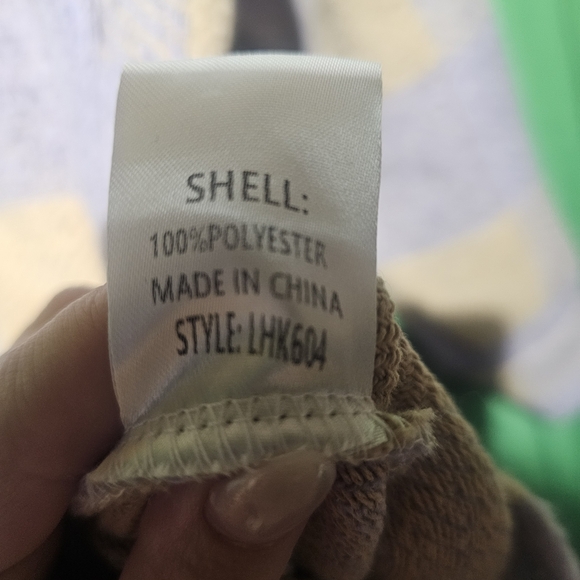 SHELL:
100%POLYESTER
MADE IN CHINA
STYLE: LHK604